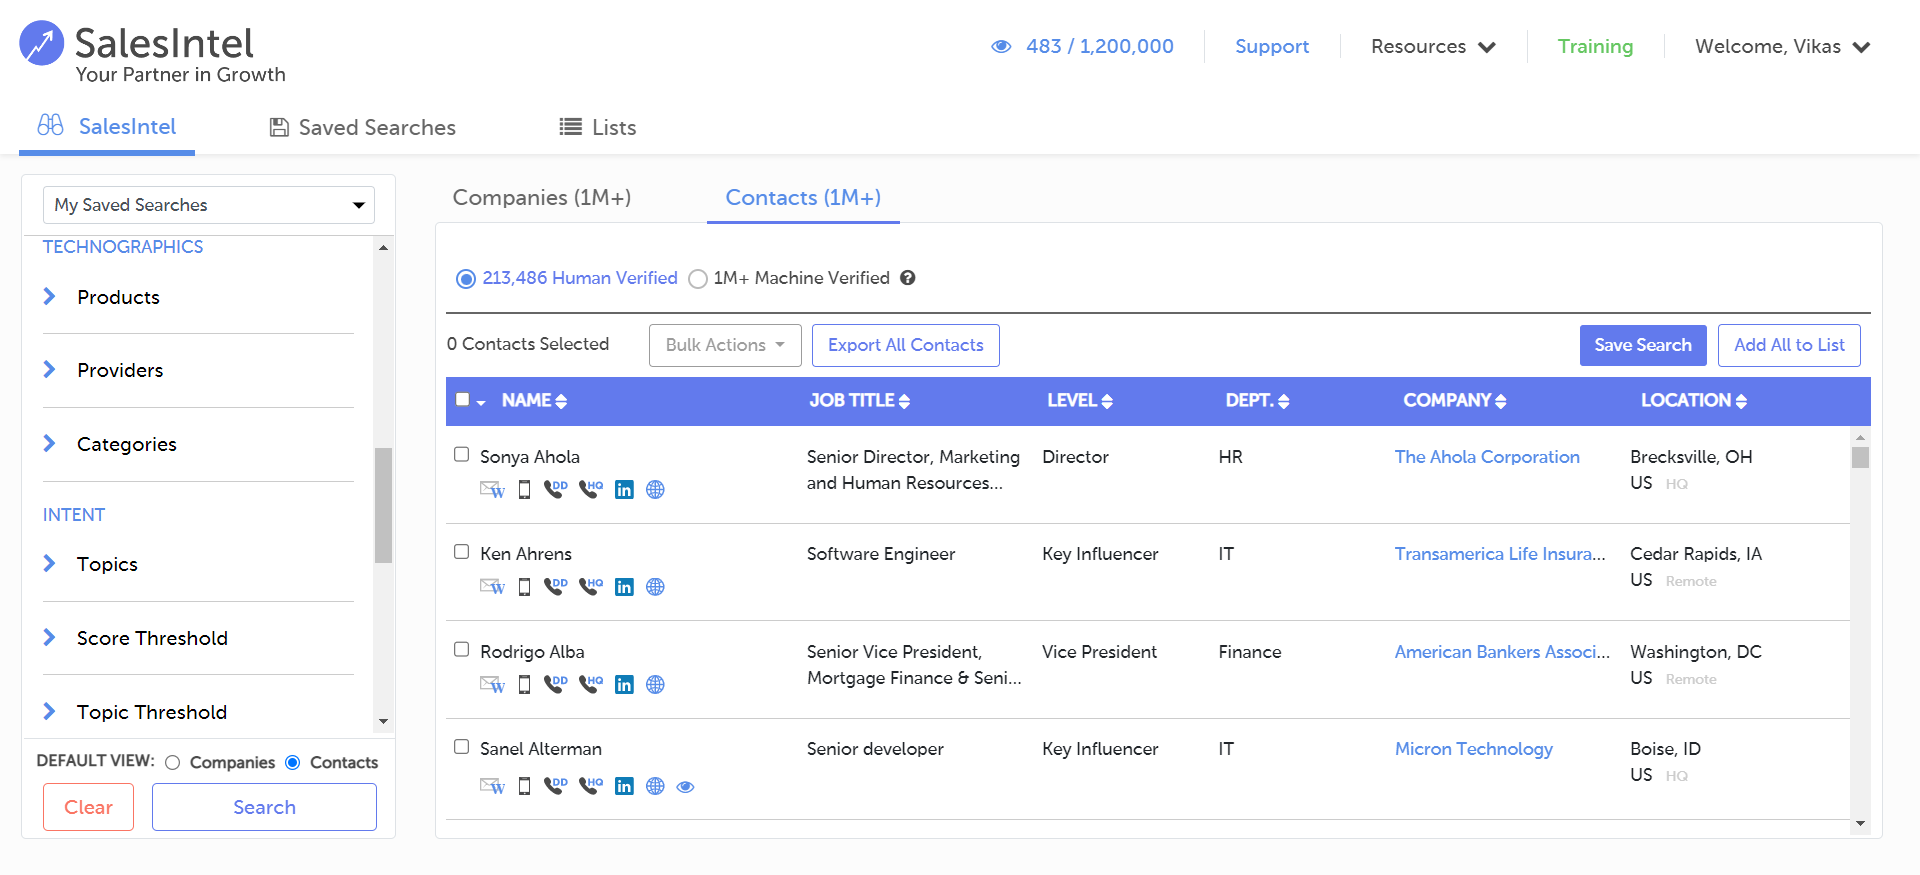 SalesIntel
Your Partner in Growth
483 / 1,200,000
Support
Resources
Training
Welcome, Vikas
SalesIntel
Saved Searches
Lists
My Saved Searches
TECHNOGRAPHICS
Products
Providers
Categories
INTENT
Topics
Score Threshold
Topic Threshold
DEFAULT VIEW: Companies Contacts
Clear
Search
Companies (1M+)
Contacts (1M+)
213,486 Human Verified 1M+ Machine Verified ?
0 Contacts Selected
Bulk Actions
Export All Contacts
Save Search
Add All to List
NAME JOB TITLE LEVEL DEPT. COMPANY LOCATION
Sonya Ahola Senior Director, Marketing Director HR The Ahola Corporation Brecksville, OH
and Human Resources... US HQ
W DD HQ in
Ken Ahrens Software Engineer Key Influencer IT Transamerica Life Insura... Cedar Rapids, IA
US Remote
W DD HQ in
Rodrigo Alba Senior Vice President, Vice President Finance American Bankers Associ... Washington, DC
Mortgage Finance & Seni... US Remote
W DD HQ in
Sanel Alterman Senior developer Key Influencer IT Micron Technology Boise, ID
US HQ
W DD HQ in